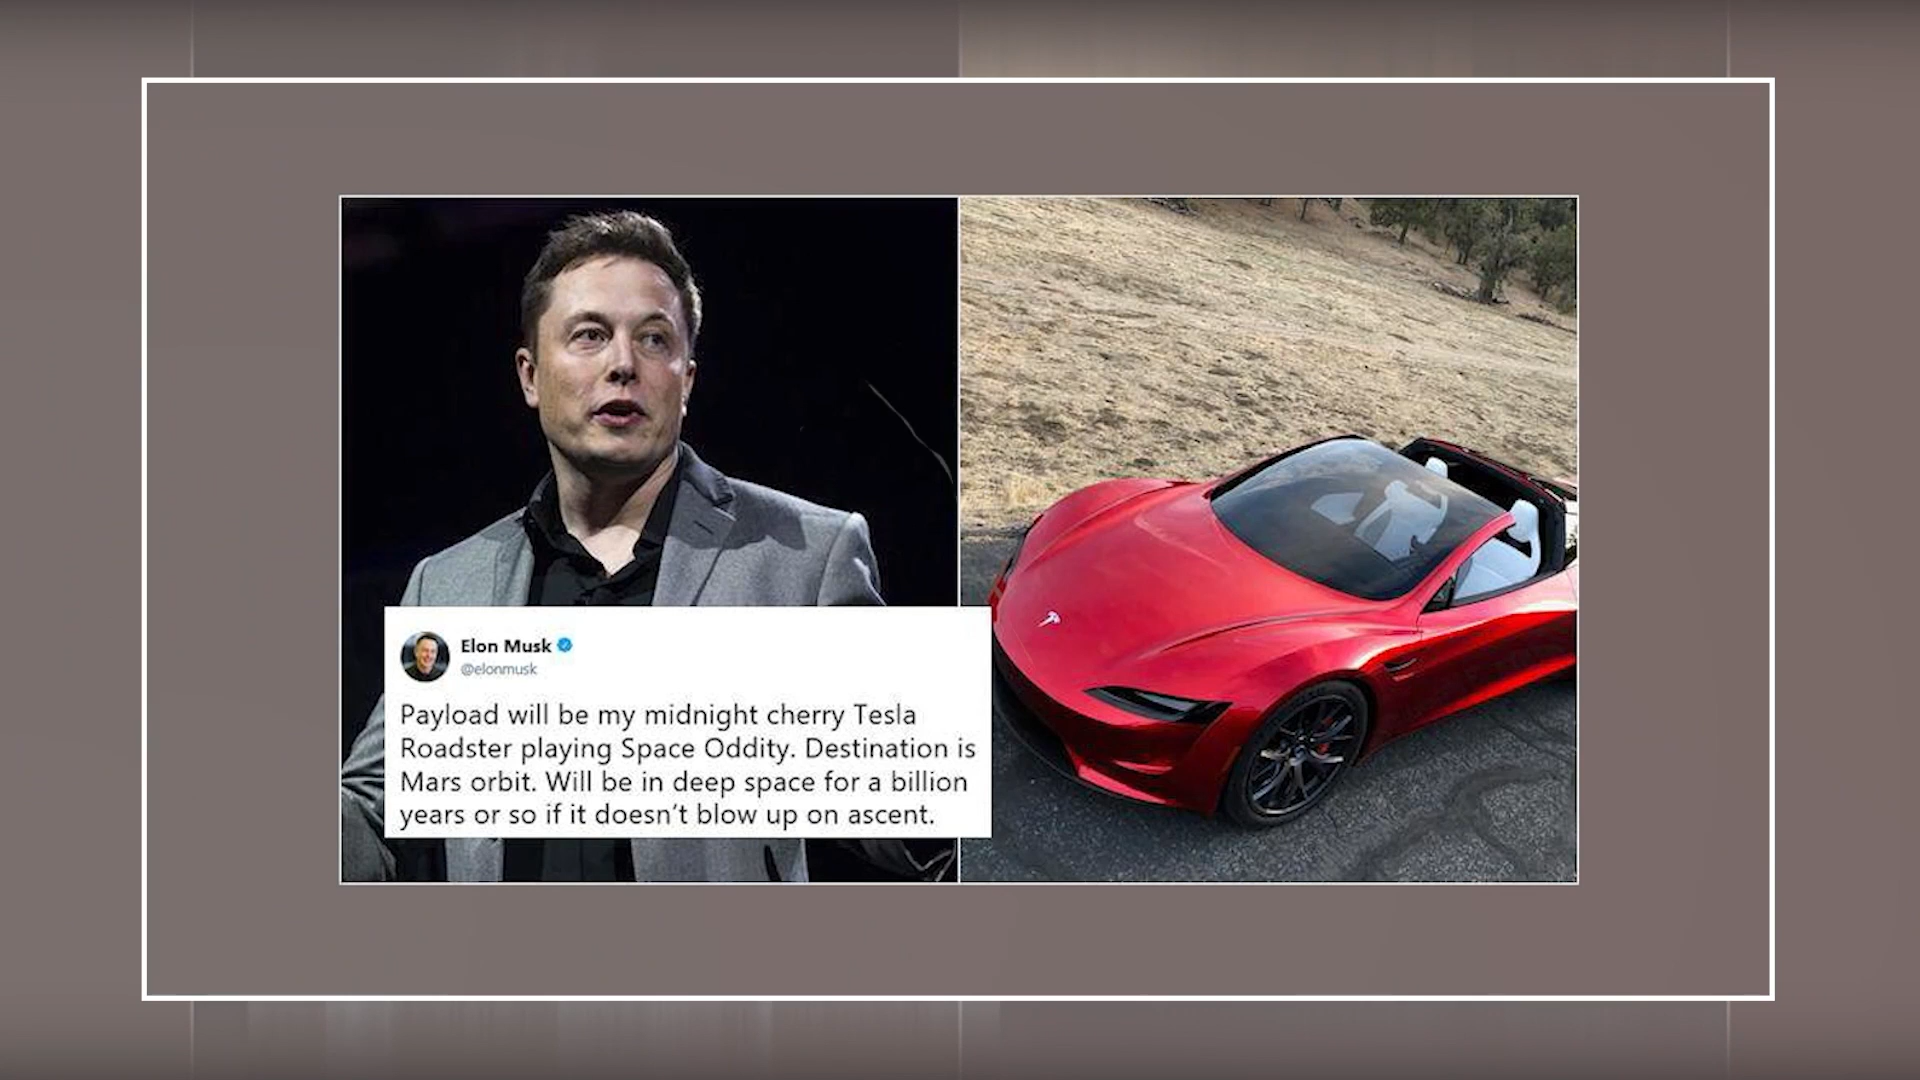 Elon Musk
@elonmusk
Payload will be my midnight cherry Tesla
Roadster playing Space Oddity. Destination is
Mars orbit. Will be in deep space for a billion
years or so if it doesn’t blow up on ascent.